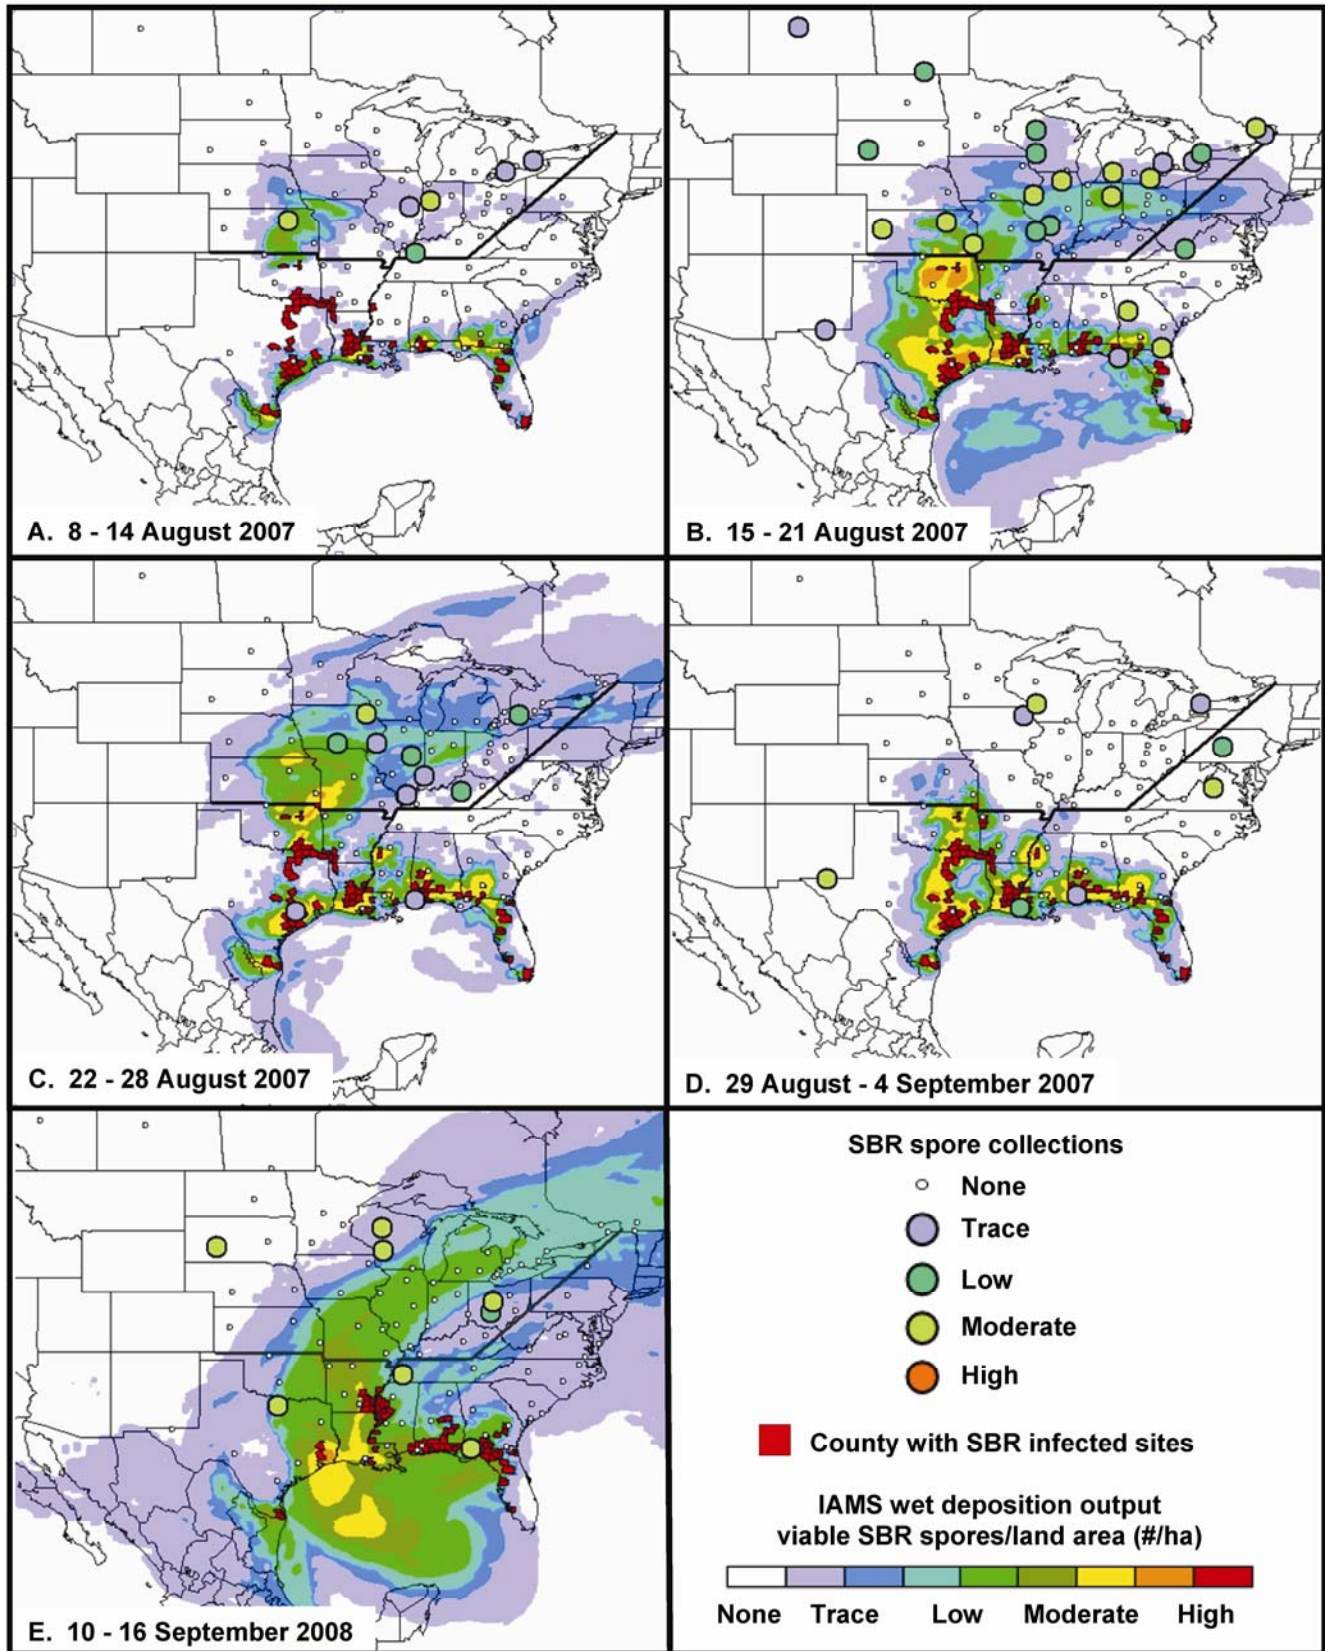 A. 8 - 14 August 2007
B. 15 - 21 August 2007
C. 22 - 28 August 2007
D. 29 August - 4 September 2007
E. 10 - 16 September 2008
SBR spore collections
None
Trace
Low
Moderate
High
County with SBR infected sites
IAMS wet deposition output
viable SBR spores/land area (#/ha)
None Trace Low Moderate High